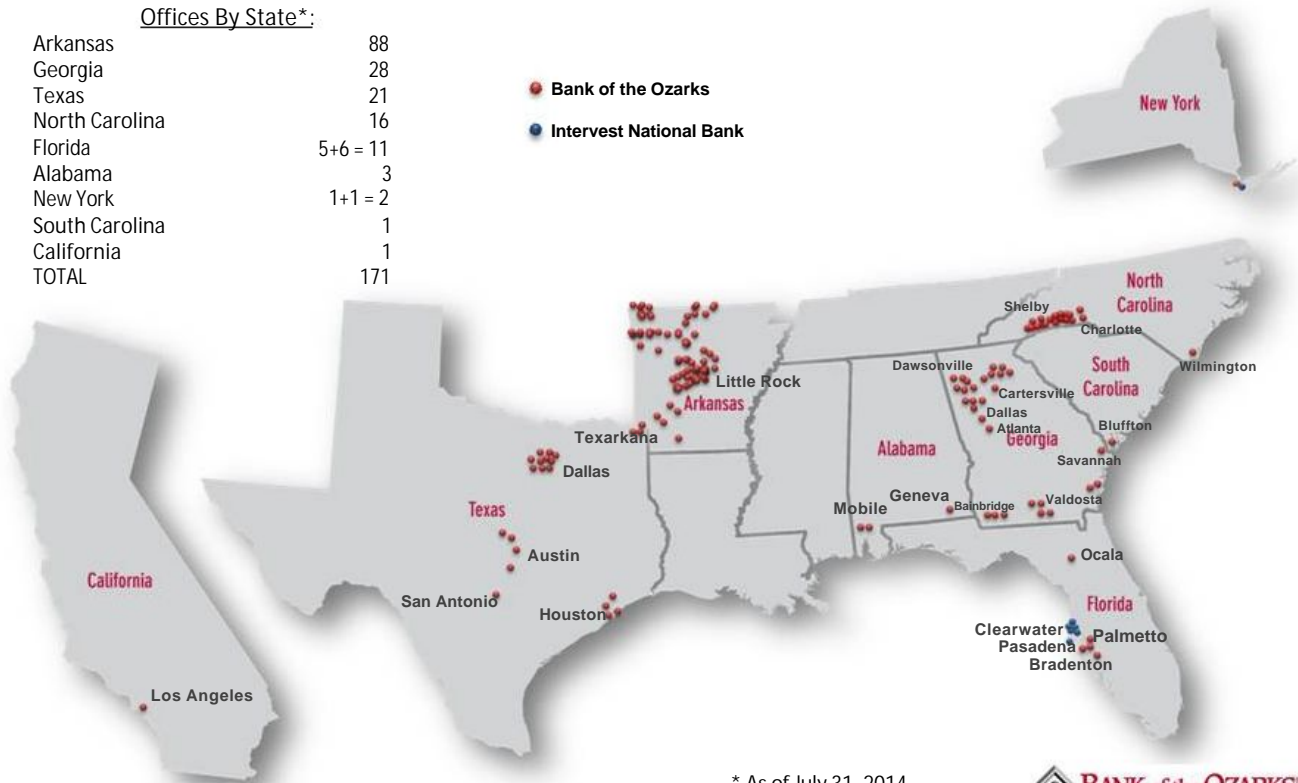 Offices By State*:
Arkansas 88
Georgia 28
Texas 21
North Carolina 16
Florida 5+6 = 11
Alabama 3
New York 1+1 = 2
South Carolina 1
California 1
TOTAL 171
Bank of the Ozarks
Intervest National Bank
New York
North
Carolina
Shelby
Charlotte
Wilmington
South
Carolina
Dawsonville
Cartersville
Dallas
Atlanta
Georgia
Bluffton
Savannah
Little Rock
Arkansas
Texarkana
Dallas
Alabama
Geneva
Bainbridge
Valdosta
Mobile
Texas
Austin
San Antonio
Houston
Ocala
Florida
Clearwater
Palmetto
Pasadena
Bradenton
California
Los Angeles
* As of July 31, 2014
BANK of the OZARKS